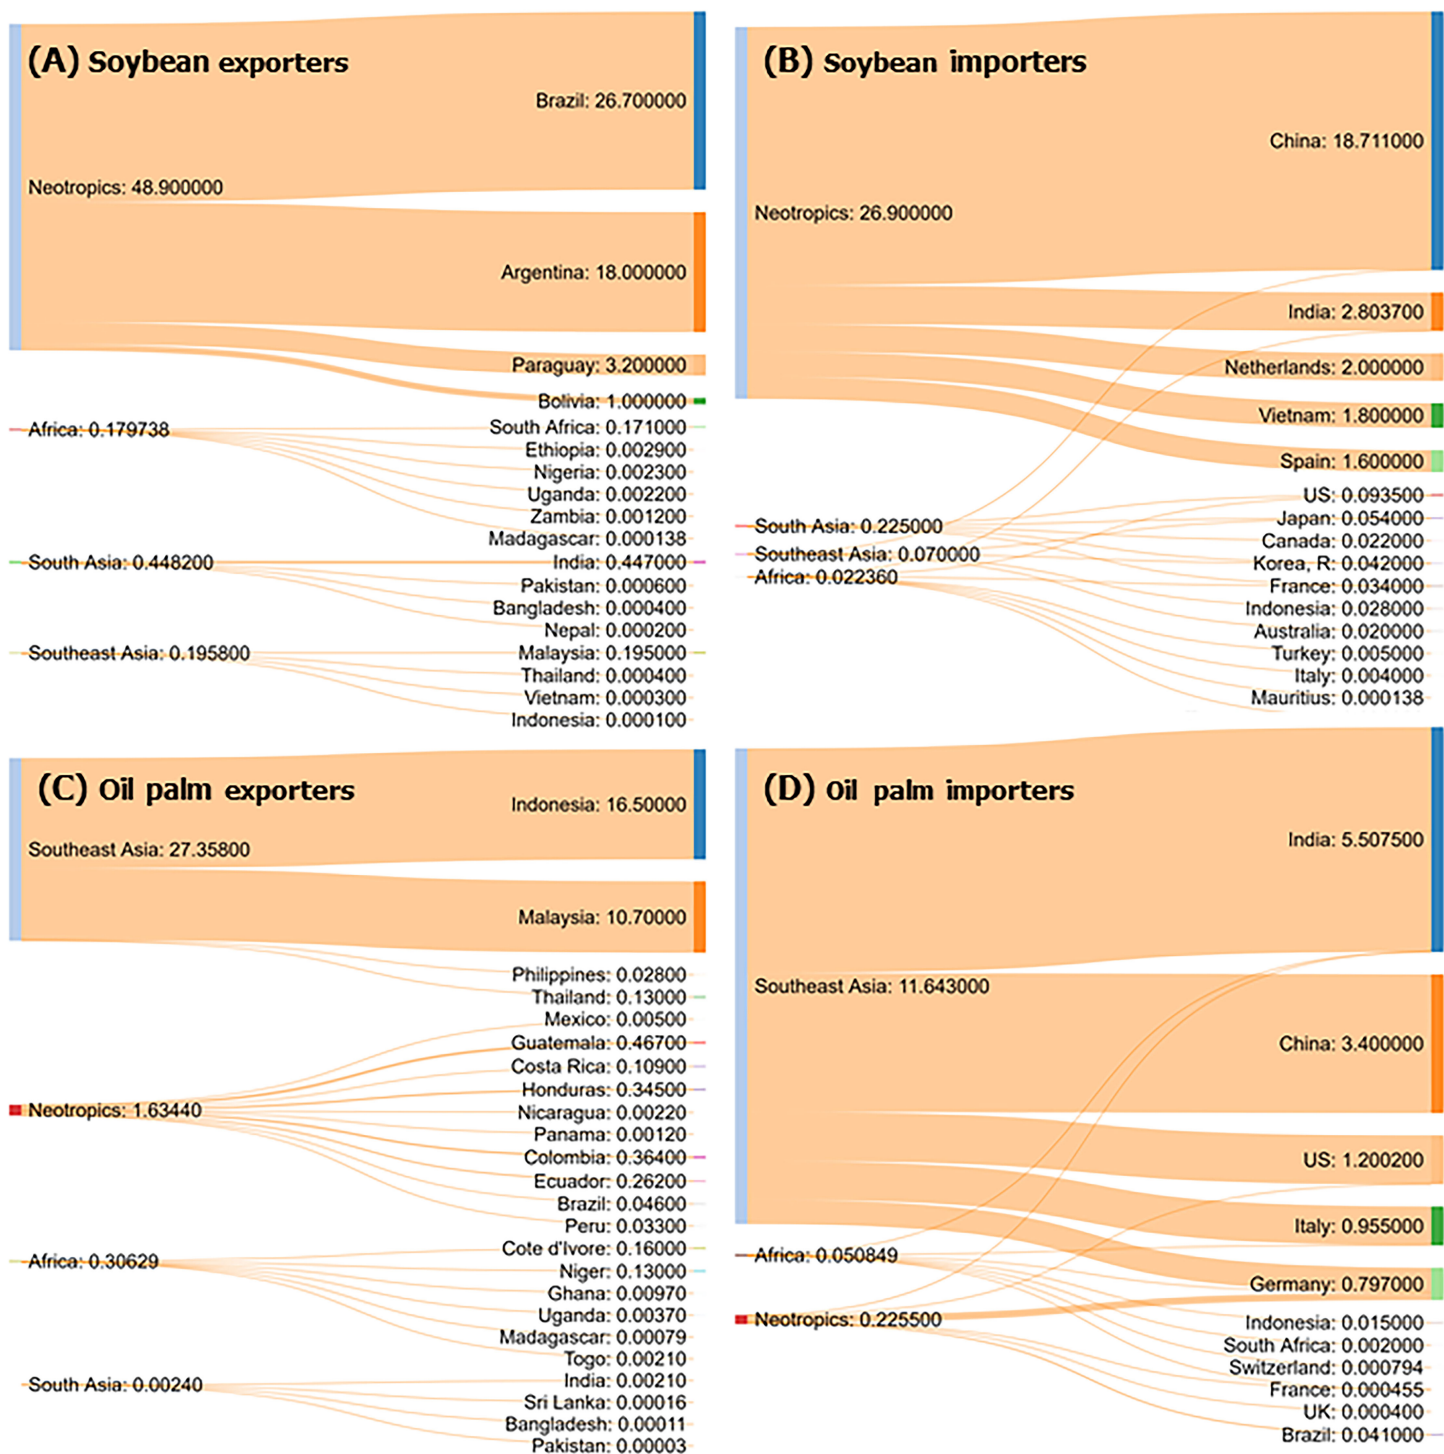 (A) Soybean exporters
Brazil: 26.700000
Neotropics: 48.900000
Argentina: 18.000000
Paraguay: 3.200000
Bolivia: 1.000000
Africa: 0.179738
South Africa: 0.171000
Ethiopia: 0.002900
Nigeria: 0.002300
Uganda: 0.002200
Zambia: 0.001200
Madagascar: 0.000138
South Asia: 0.448200
India: 0.447000
Pakistan: 0.000600
Bangladesh: 0.000400
Nepal: 0.000200
Southeast Asia: 0.195800
Malaysia: 0.195000
Thailand: 0.000400
Vietnam: 0.000300
Indonesia: 0.000100
(B) Soybean importers
China: 18.711000
Neotropics: 26.900000
India: 2.803700
Netherlands: 2.000000
Vietnam: 1.800000
Spain: 1.600000
US: 0.093500
South Asia: 0.225000
Japan: 0.054000
Canada: 0.022000
Southeast Asia: 0.070000
Korea, R: 0.042000
Africa: 0.022360
France: 0.034000
Indonesia: 0.028000
Australia: 0.020000
Turkey: 0.005000
Italy: 0.004000
Mauritius: 0.000138
(C) Oil palm exporters
Indonesia: 16.50000
Southeast Asia: 27.35800
Malaysia: 10.70000
Philippines: 0.02800
Thailand: 0.13000
Mexico: 0.00500
Guatemala: 0.46700
Costa Rica: 0.10900
Honduras: 0.34500
Neotropics: 1.63440
Nicaragua: 0.00220
Panama: 0.00120
Colombia: 0.36400
Ecuador: 0.26200
Brazil: 0.04600
Peru: 0.03300
Cote d'Ivore: 0.16000
Africa: 0.30629
Niger: 0.13000
Ghana: 0.00970
Uganda: 0.00370
Madagascar: 0.00079
Togo: 0.00210
India: 0.00210
South Asia: 0.00240
Sri Lanka: 0.00016
Bangladesh: 0.00011
Pakistan: 0.00003
(D) Oil palm importers
India: 5.507500
Southeast Asia: 11.643000
China: 3.400000
US: 1.200200
Italy: 0.955000
Africa: 0.050849
Germany: 0.797000
Neotropics: 0.225500
Indonesia: 0.015000
South Africa: 0.002000
Switzerland: 0.000794
France: 0.000455
UK: 0.000400
Brazil: 0.041000